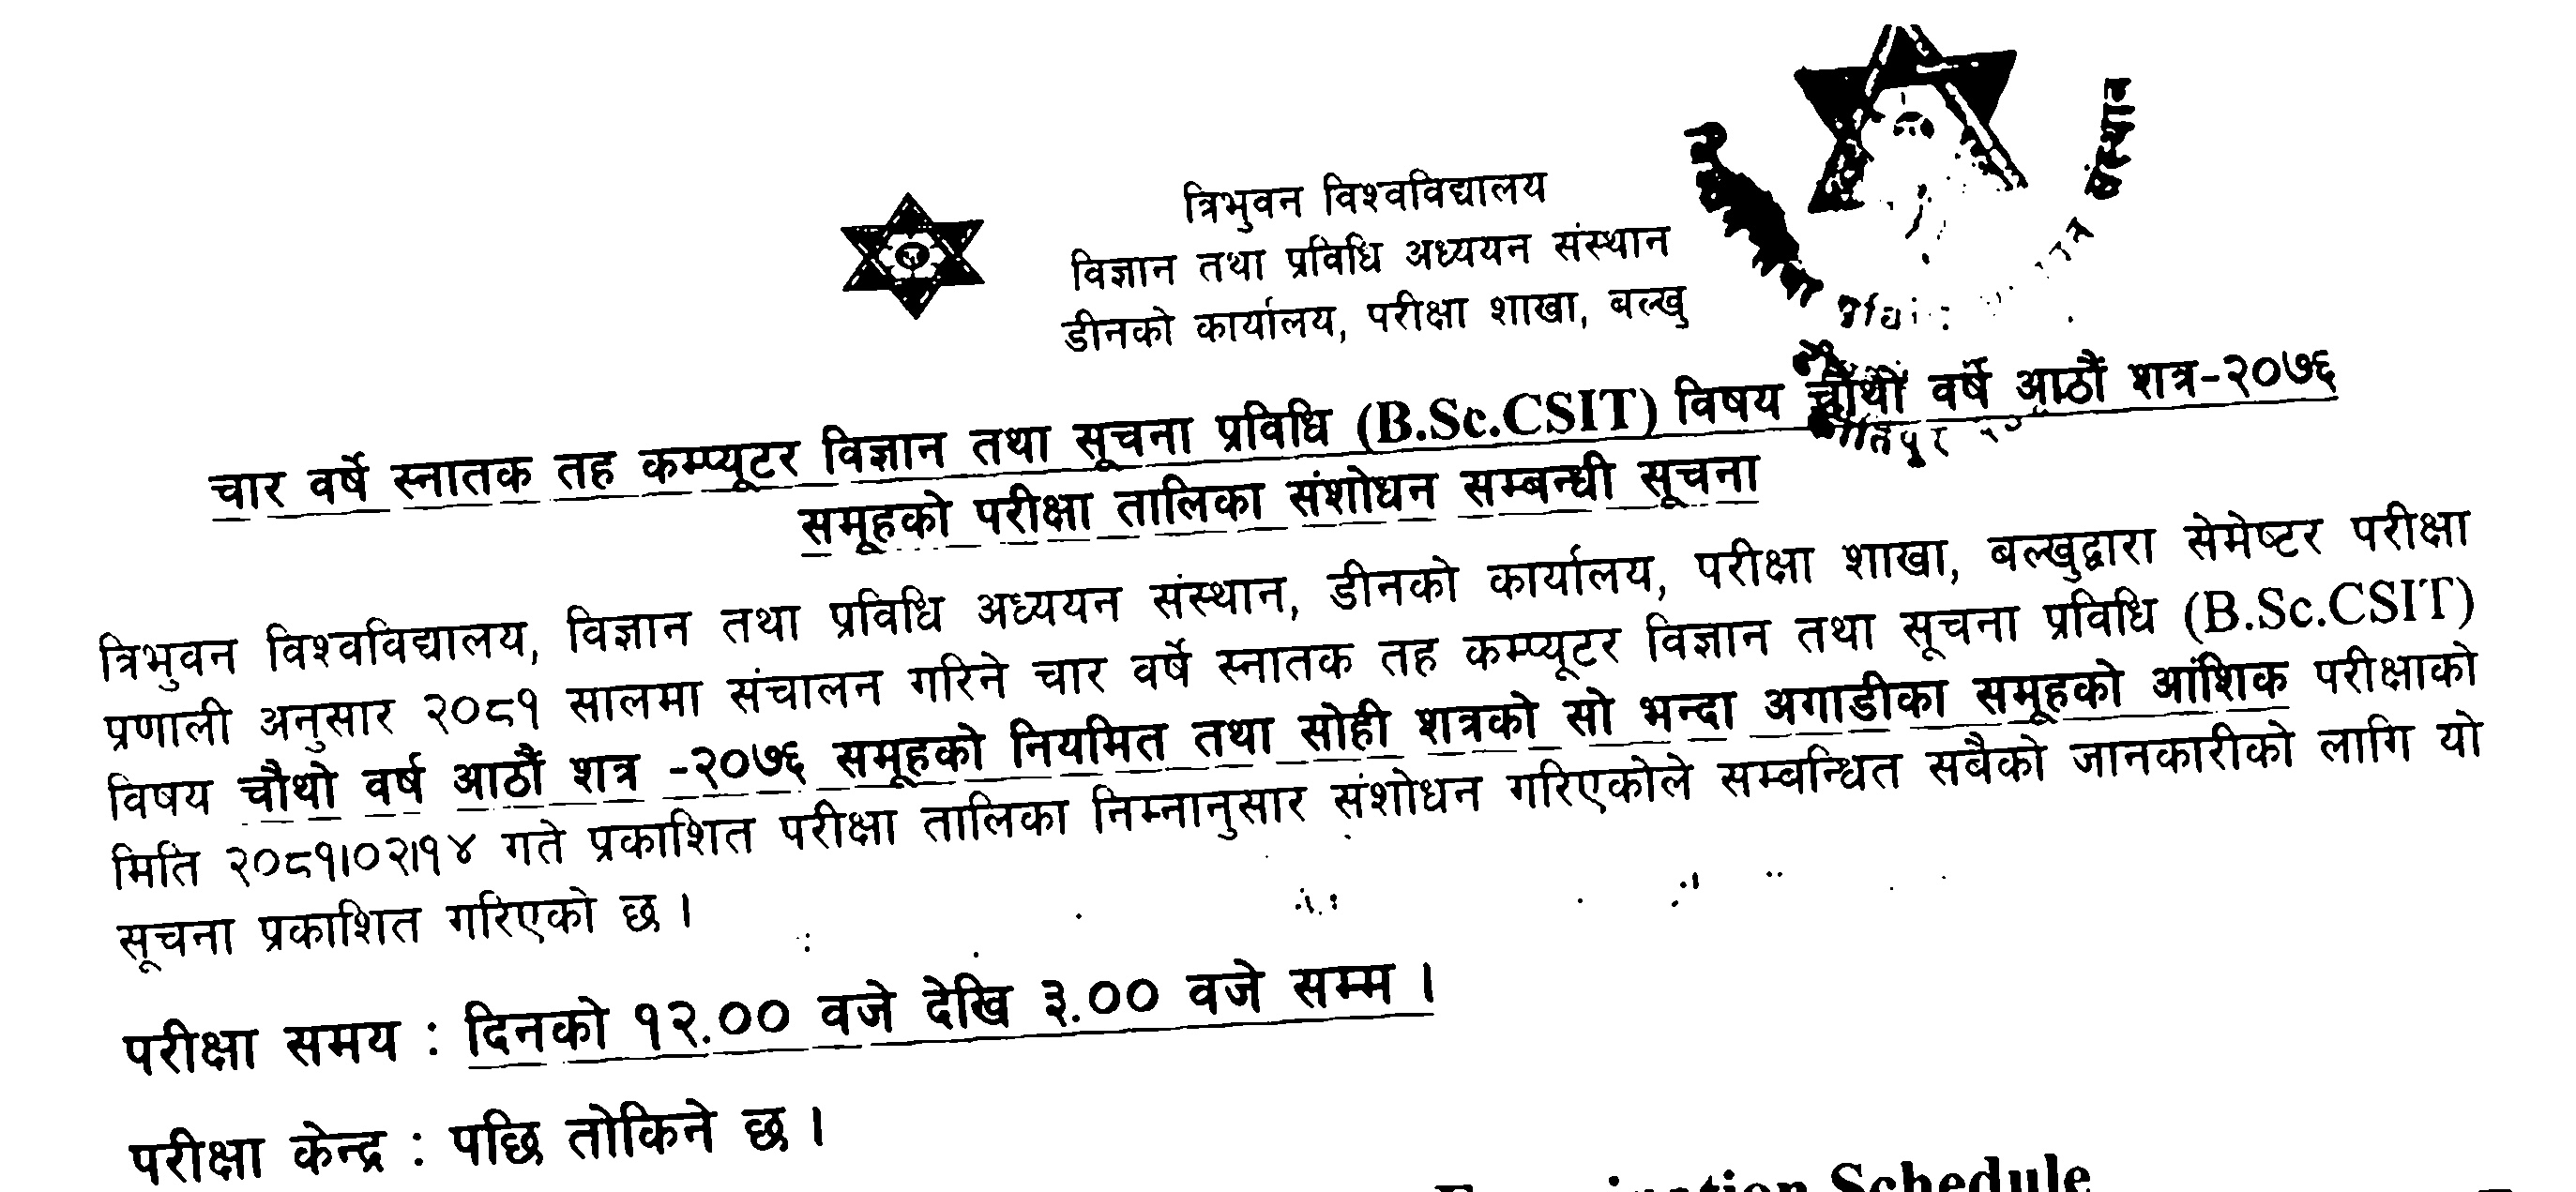 त्रिभुवन विश्वविद्यालय
विज्ञान तथा प्रविधि अध्ययन संस्थान
डीनको कार्यालय, परीक्षा शाखा, बल्खु
चार वर्षे स्नातक तह कम्प्यूटर विज्ञान तथा सूचना प्रविधि (B.Sc.CSIT) विषय चौथो वर्षे आठौं शत्र-२०७६
समूहको परीक्षा तालिका संशोधन सम्बन्धी सूचना
त्रिभुवन विश्वविद्यालय, विज्ञान तथा प्रविधि अध्ययन संस्थान, डीनको कार्यालय, परीक्षा शाखा, बल्खुद्वारा सेमेष्टर परीक्षा
प्रणाली अनुसार २०८१ सालमा संचालन गरिने चार वर्षे स्नातक तह कम्प्यूटर विज्ञान तथा सूचना प्रविधि (B.Sc.CSIT)
विषय चौथो वर्ष आठौं शत्र -२०७६ समूहको नियमित तथा सोही शत्रको सो भन्दा अगाडीका समूहको आंशिक परीक्षाको
मिति २०८१।०२।१४ गते प्रकाशित परीक्षा तालिका निम्नानुसार संशोधन गरिएकोले सम्बन्धित सबैको जानकारीको लागि यो
सूचना प्रकाशित गरिएको छ ।
परीक्षा समय : दिनको १२.०० वजे देखि ३.०० वजे सम्म ।
परीक्षा केन्द्र : पछि तोकिने छ ।
Schedule